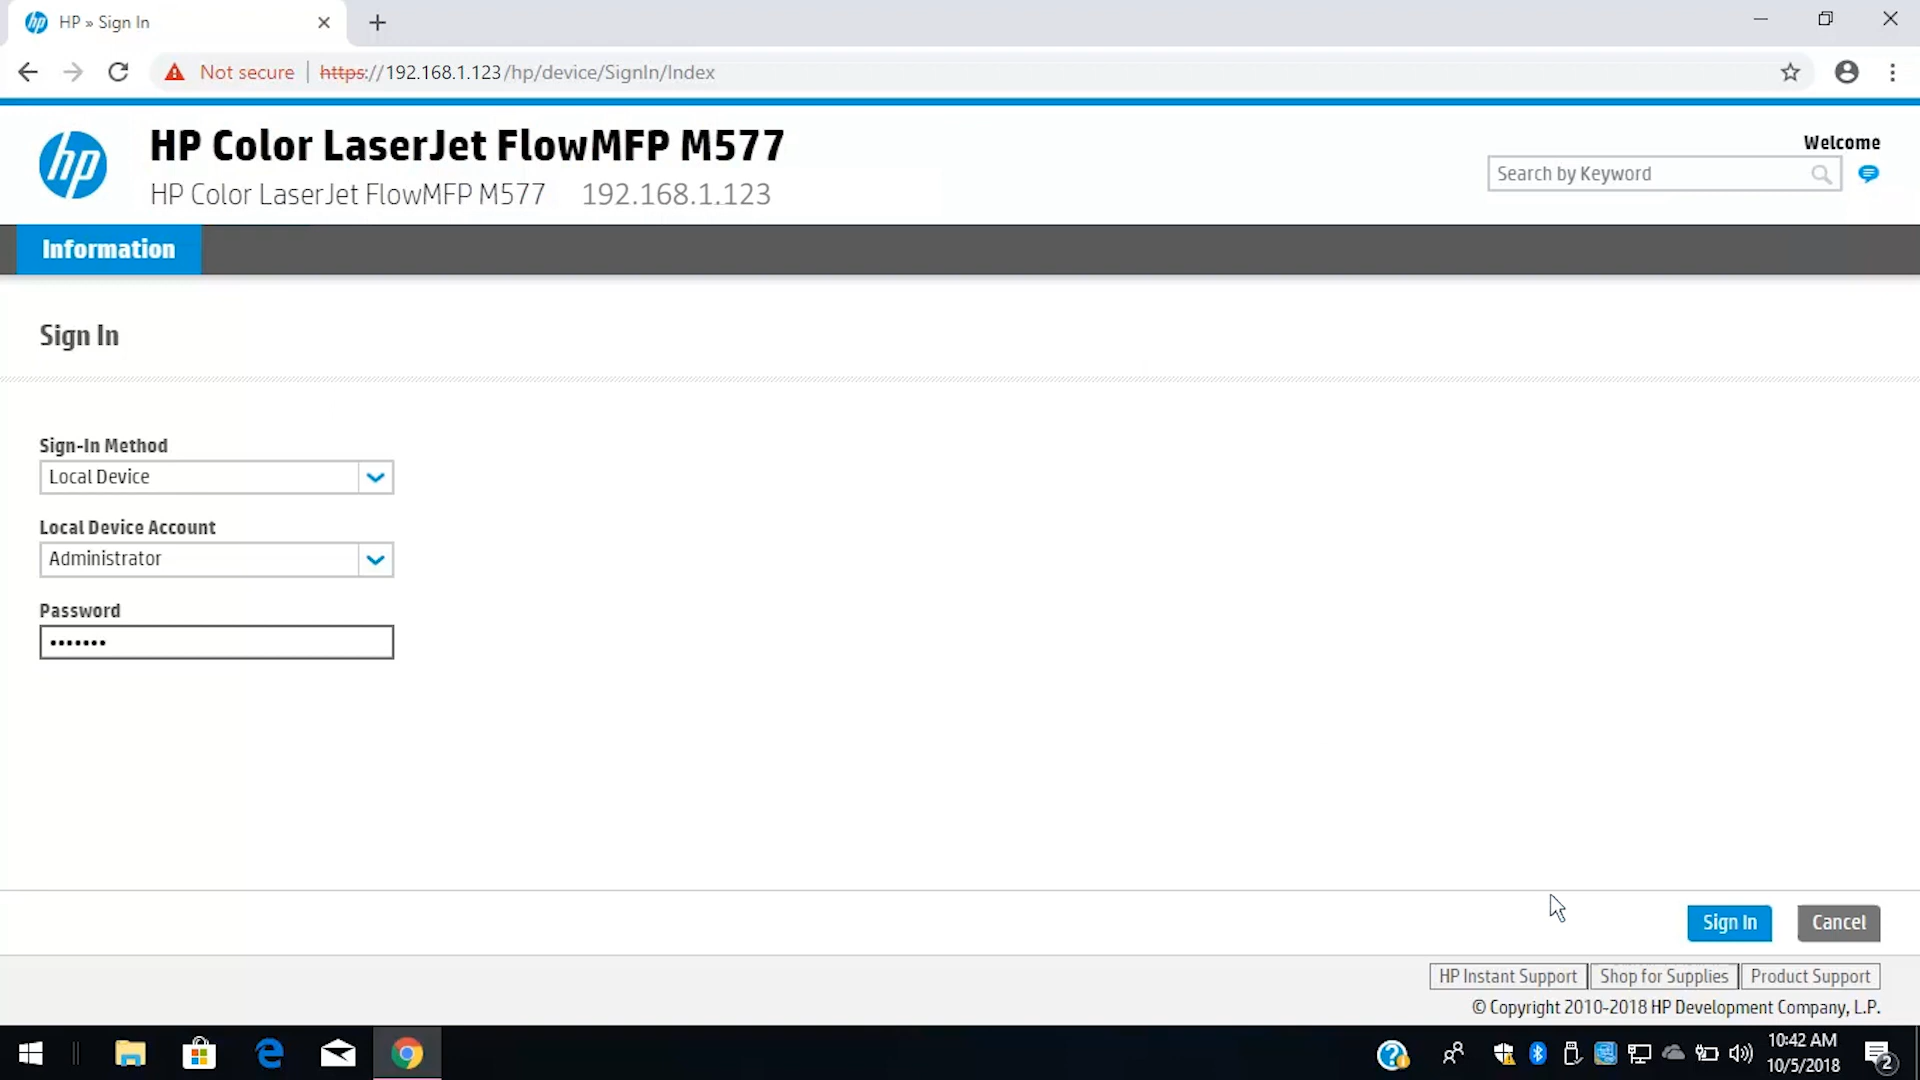 HP » Sign In
Not secure https://192.168.1.123/hp/device/SignIn/Index
hp
HP Color LaserJet FlowMFP M577
HP Color LaserJet FlowMFP M577 192.168.1.123
Welcome
Search by Keyword
Information
Sign In
Sign-In Method
Local Device
Local Device Account
Administrator
Password
•••••••
Sign In Cancel
HP Instant Support Shop for Supplies Product Support
© Copyright 2010-2018 HP Development Company, L.P.
10:42 AM
10/5/2018
2